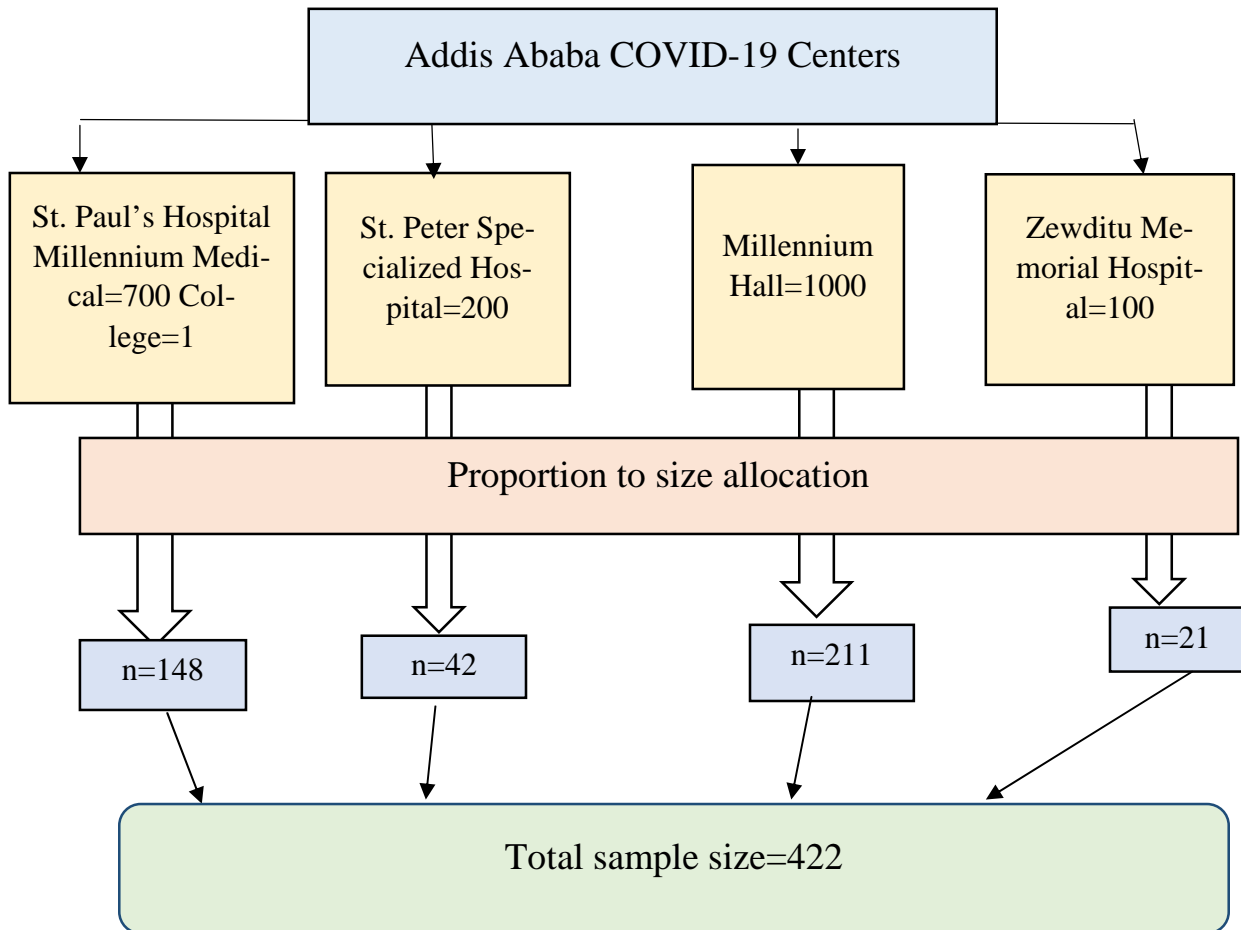 Addis Ababa COVID-19 Centers
St. Paul’s Hospital
Millennium Medi-
cal=700 Col-
lege=1
St. Peter Spe-
cialized Hos-
pital=200
Millennium
Hall=1000
Zewditu Me-
morial Hospit-
al=100
Proportion to size allocation
n=148
n=42
n=211
n=21
Total sample size=422